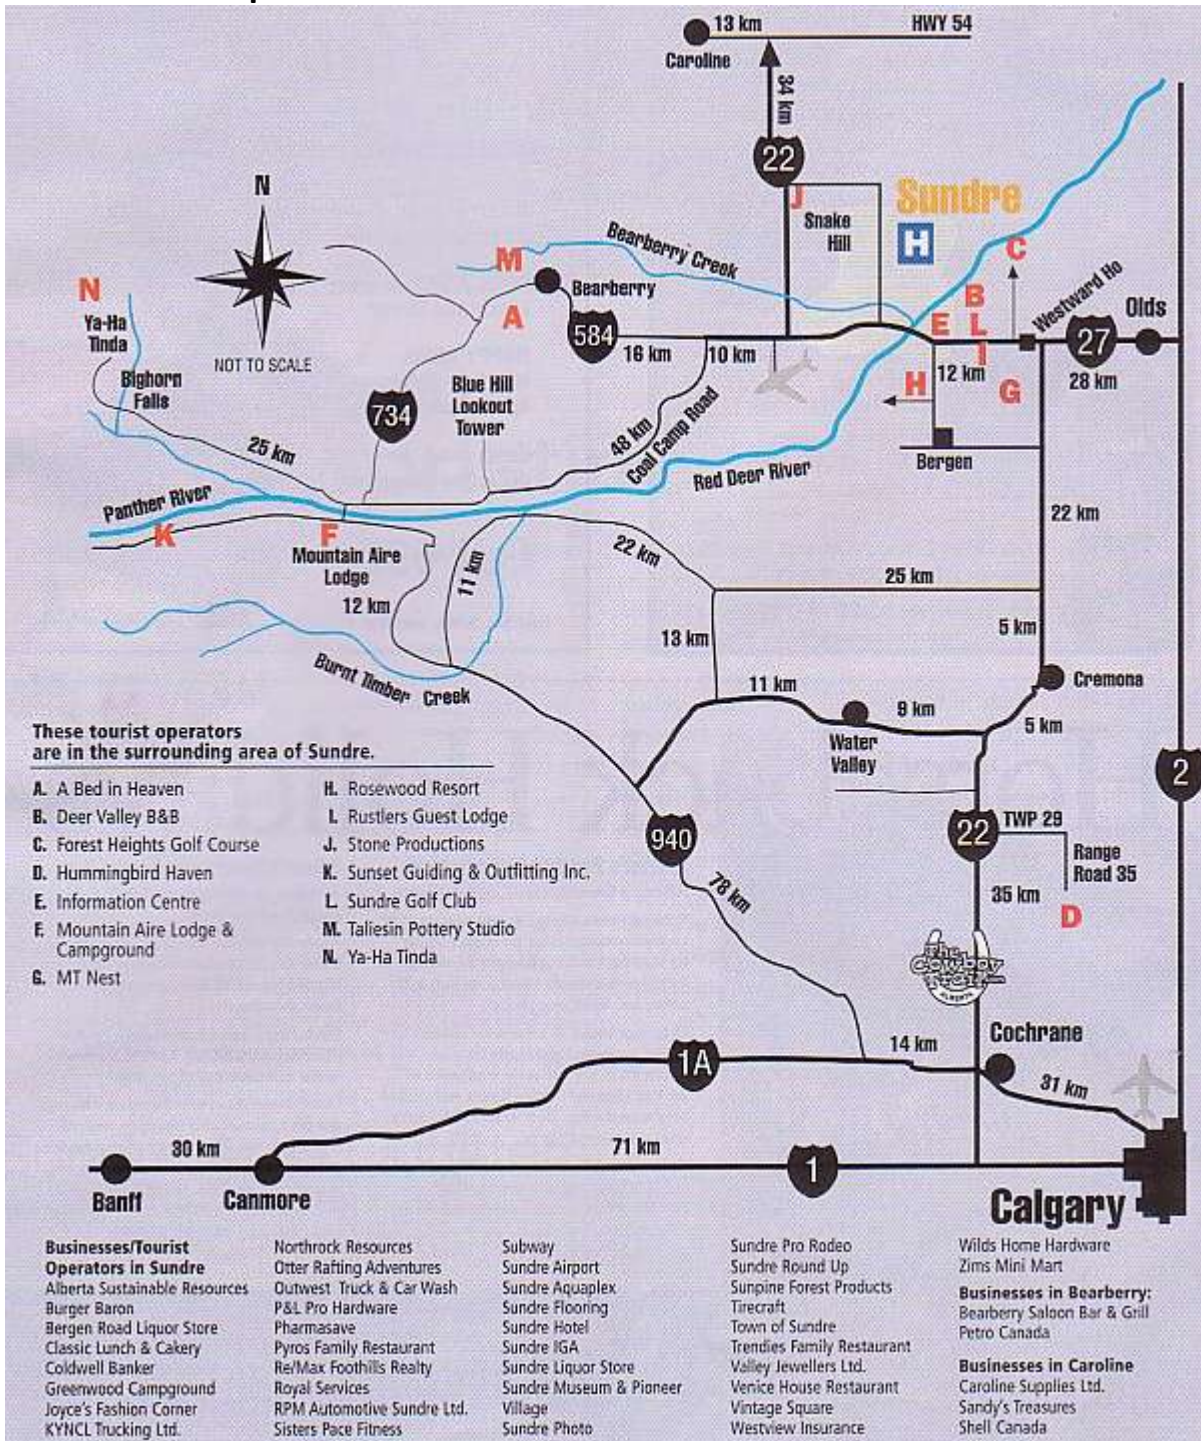 13 km
HWY 54
Caroline
34 km
22
N
Sundre
J
Snake
Hill
H
C
Bearberry Creek
M
N
Bearberry
B
Westward Ho
Olds
Ya-Ha
Tinda
A
584
E
L
27
NOT TO SCALE
16 km
10 km
I
12 km
28 km
Bighorn
Falls
Blue Hill
Lookout
Tower
H
G
734
48 km
Coal Camp Road
25 km
Bergen
Red Deer River
Panther River
22 km
K
F
Mountain Aire
Lodge
22 km
11 km
25 km
12 km
13 km
5 km
Burnt Timber Creek
11 km
Cremona
9 km
5 km
Water
Valley
These tourist operators
are in the surrounding area of Sundre.
A. A Bed in Heaven
B. Deer Valley B&B
C. Forest Heights Golf Course
D. Hummingbird Haven
E. Information Centre
F. Mountain Aire Lodge &
Campground
G. MT Nest
H. Rosewood Resort
I. Rustlers Guest Lodge
J. Stone Productions
K. Sunset Guiding & Outfitting Inc.
L. Sundre Golf Club
M. Taliesin Pottery Studio
N. Ya-Ha Tinda
2
940
22
TWP 29
Range
Road 35
78 km
35 km
D
The
Cowboy
Trail
ALBERTA
Cochrane
14 km
1A
31 km
30 km
71 km
1
Banff
Canmore
Calgary
Businesses/Tourist
Operators in Sundre
Alberta Sustainable Resources
Burger Baron
Bergen Road Liquor Store
Classic Lunch & Cakery
Coldwell Banker
Greenwood Campground
Joyce's Fashion Corner
KYNCL Trucking Ltd.
Northrock Resources
Otter Rafting Adventures
Outwest Truck & Car Wash
P&L Pro Hardware
Pharmasave
Pyros Family Restaurant
Re/Max Foothills Realty
Royal Services
RPM Automotive Sundre Ltd.
Sisters Pace Fitness
Subway
Sundre Airport
Sundre Aquaplex
Sundre Flooring
Sundre Hotel
Sundre IGA
Sundre Liquor Store
Sundre Museum & Pioneer
Village
Sundre Photo
Sundre Pro Rodeo
Sundre Round Up
Sunpine Forest Products
Tirecraft
Town of Sundre
Trendies Family Restaurant
Valley Jewellers Ltd.
Venice House Restaurant
Vintage Square
Westview Insurance
Wilds Home Hardware
Zims Mini Mart
Businesses in Bearberry:
Bearberry Saloon Bar & Grill
Petro Canada
Businesses in Caroline
Caroline Supplies Ltd.
Sandy's Treasures
Shell Canada